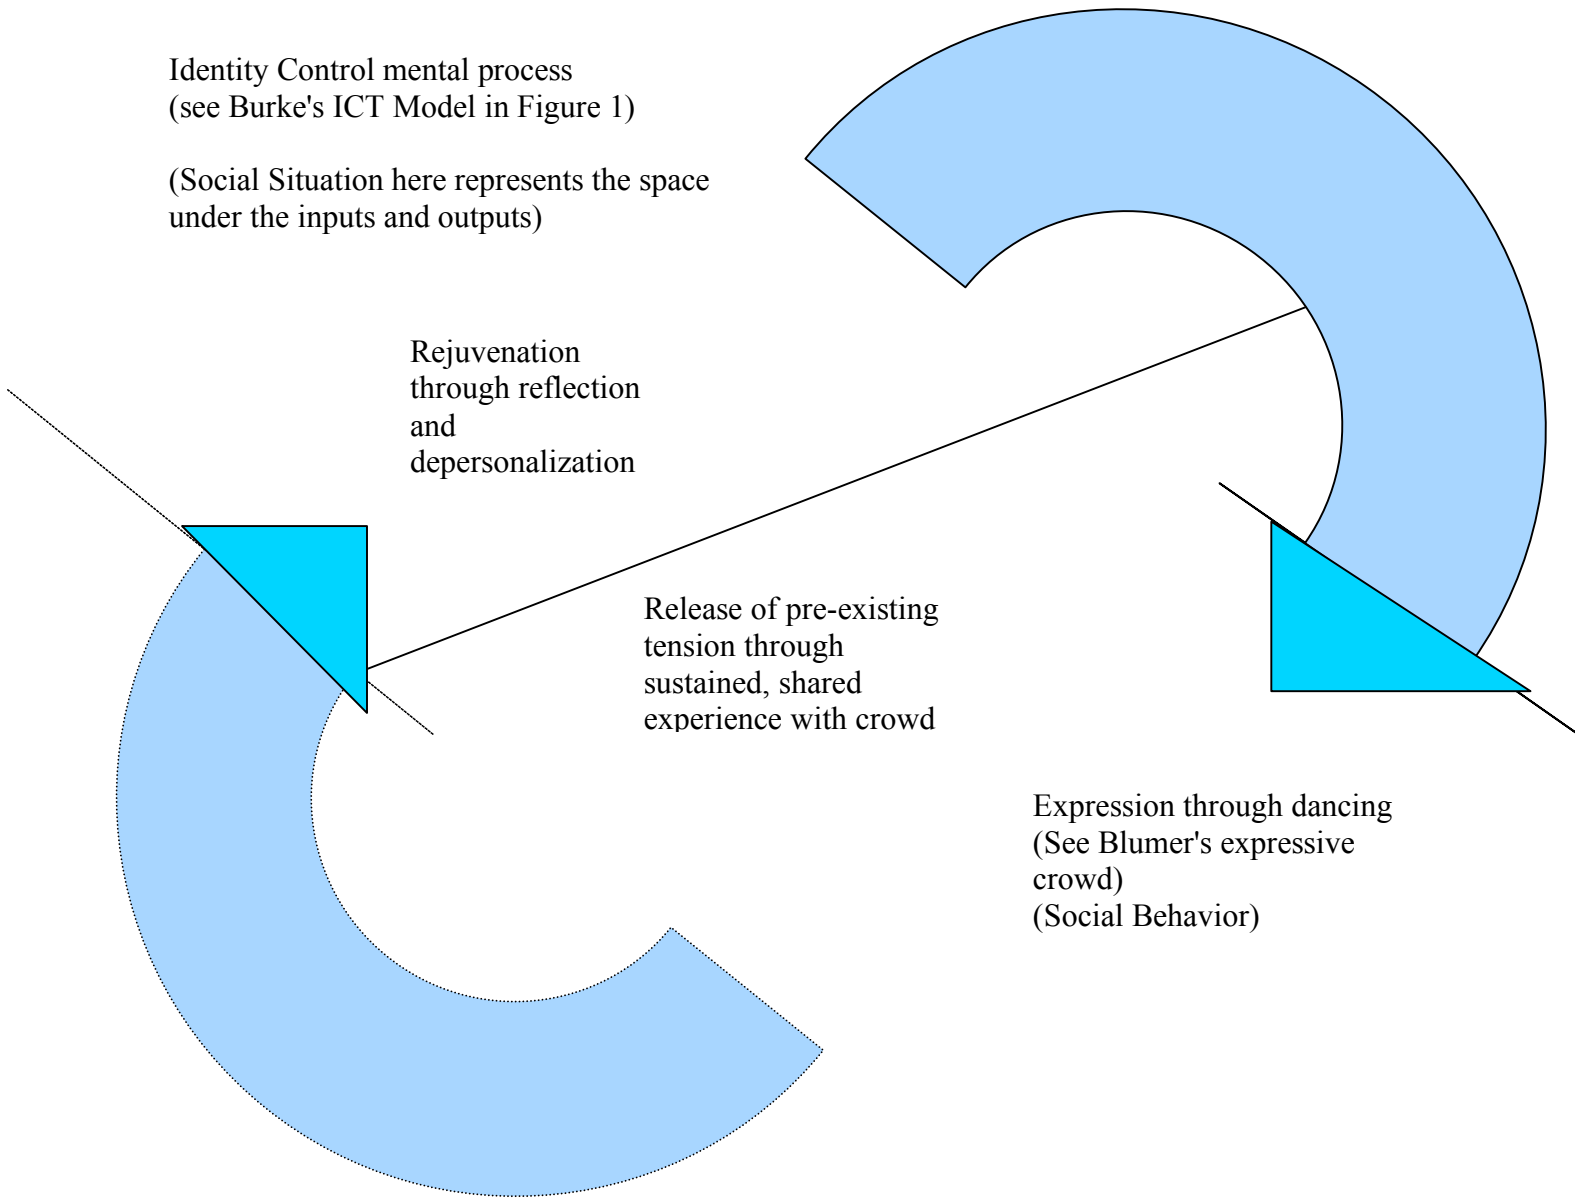 Identity Control mental process
(see Burke's ICT Model in Figure 1)
(Social Situation here represents the space
under the inputs and outputs)
Rejuvenation
through reflection
and
depersonalization
Release of pre-existing
tension through
sustained, shared
experience with crowd
Expression through dancing
(See Blumer's expressive
crowd)
(Social Behavior)